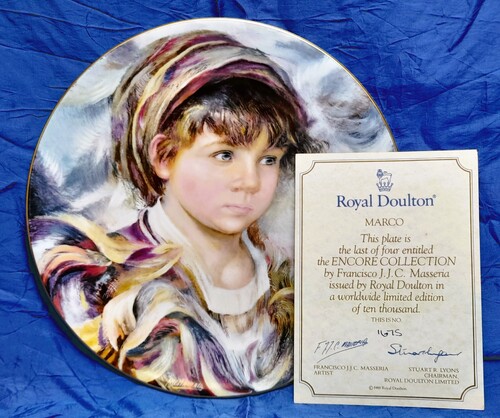 Royal Doulton®
MARCO
This plate is
the last of four entitled
the ENCORE COLLECTION
by Francisco J.J.C. Masseria
issued by Royal Doulton in
a worldwide limited edition
of ten thousand.
THIS IS NO.
1675
FRANCISCO J.J.C. MASSERIA
ARTIST
STUART B. LYONS
CHAIRMAN,
ROYAL DOULTON LIMITED